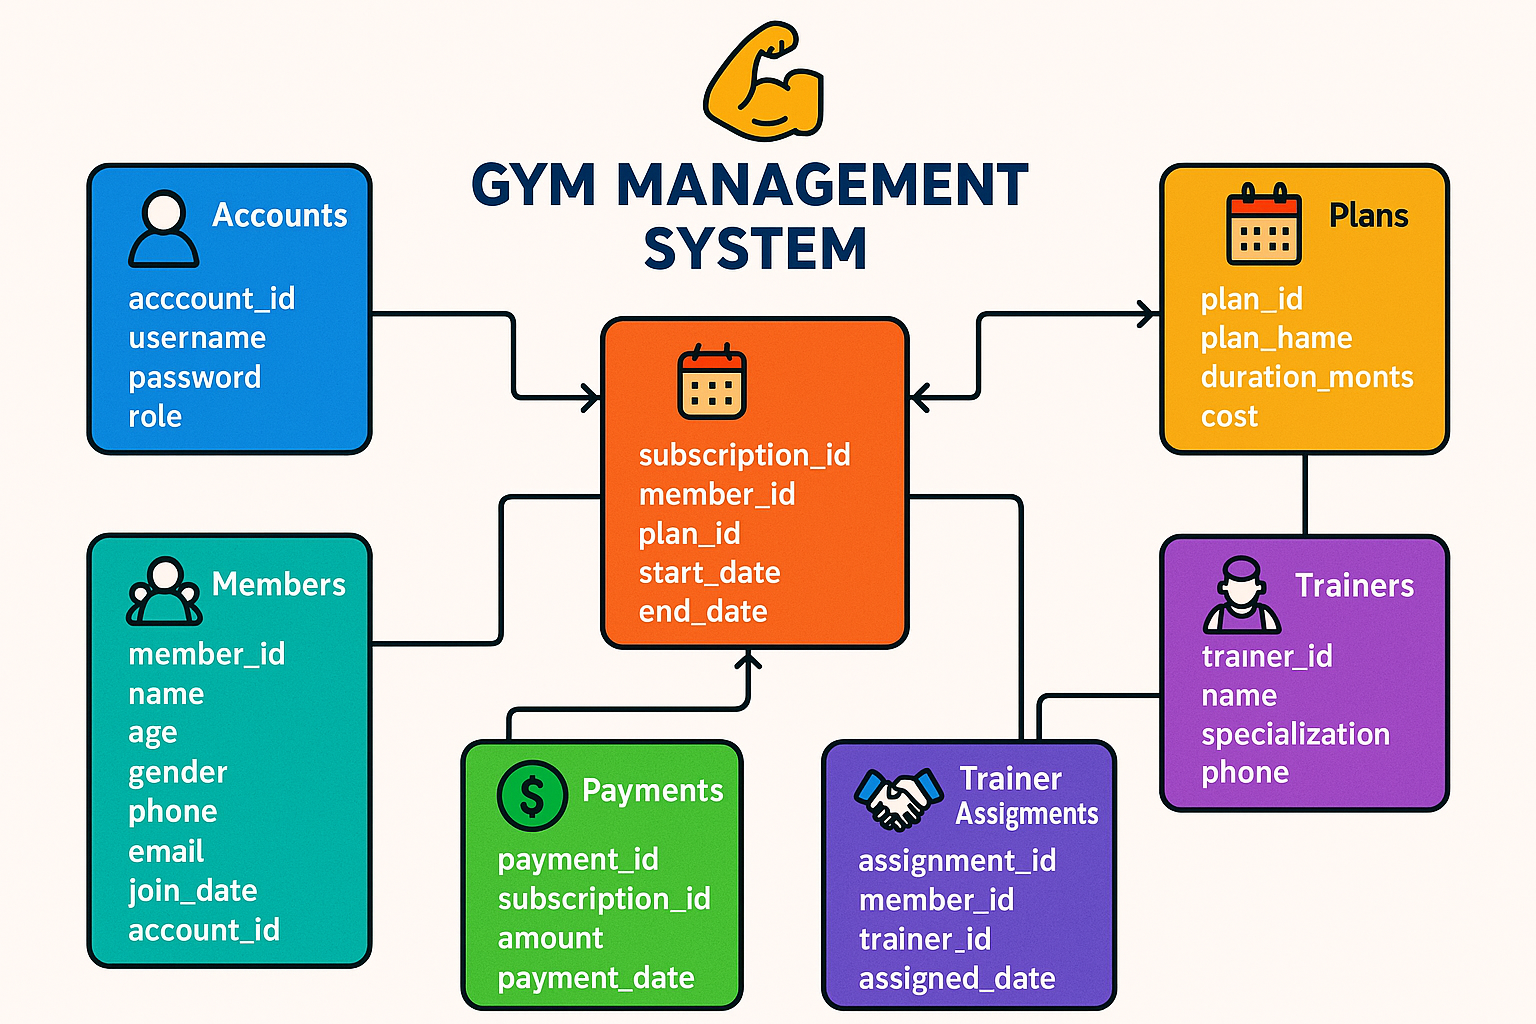 GYM MANAGEMENT
SYSTEM
Accounts
acccount_id
username
password
role
Plans
plan_id
plan_hame
duration_monts
cost
subscription_id
member_id
plan_id
start_date
end_date
Members
member_id
name
age
gender
phone
email
join_date
account_id
Trainers
traıner_id
name
specialization
phone
$
Payments
payment_id
subscription_id
amount
payment_date
Trainer
Assigments
assignment_id
member_id
trainer_id
assigned_date